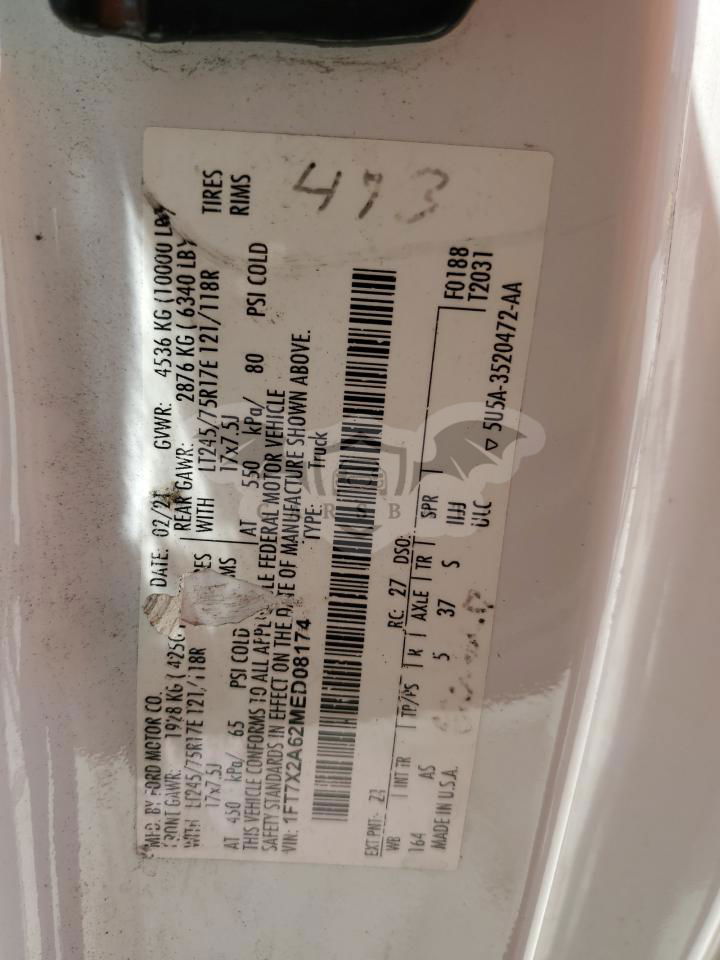 413
MFD. BY FORD MOTOR CO. DATE: 02/21 GVWR: 4536 KG (10000 LB)
FRONT GAWR: 1928 KG ( REAR GAWR: 2876 KG ( 6340 LB)
WITH LT245/75R17E 121/118R WITH LT245/75R17E 121/118R TIRES
17x7.5J 17x7.5J RIMS
AT 450 kPa/ 65 PSI COLD AT 550 kPa/ 80 PSI COLD
THIS VEHICLE CONFORMS TO ALL FEDERAL MOTOR VEHICLE
SAFETY STANDARDS IN EFFECT ON THE DATE OF MANUFACTURE SHOWN ABOVE.
VIN: 1FT7X2A62MED08174 TYPE: Truck
F0188
T2031
EXT PNT: RC: 27 DSO:
WB INT TR TP/PS R AXLE TR SPR
164 AS 5 37 S
MADE IN U.S.A.
▽ 5U5A-3520472-AA